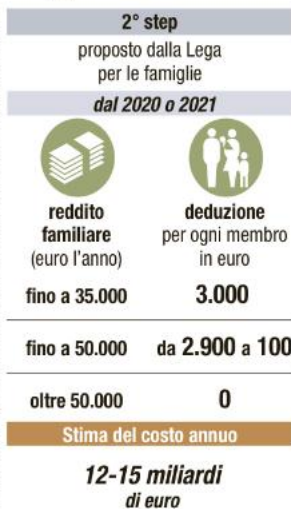 2° step
proposto dalla Lega
per le famiglie
dal 2020 o 2021
reddito
familiare
(euro l'anno)
deduzione
per ogni membro
in euro
fino a 35.000 3.000
fino a 50.000 da 2.900 a 100
oltre 50.000 0
Stima del costo annuo
12-15 miliardi
di euro